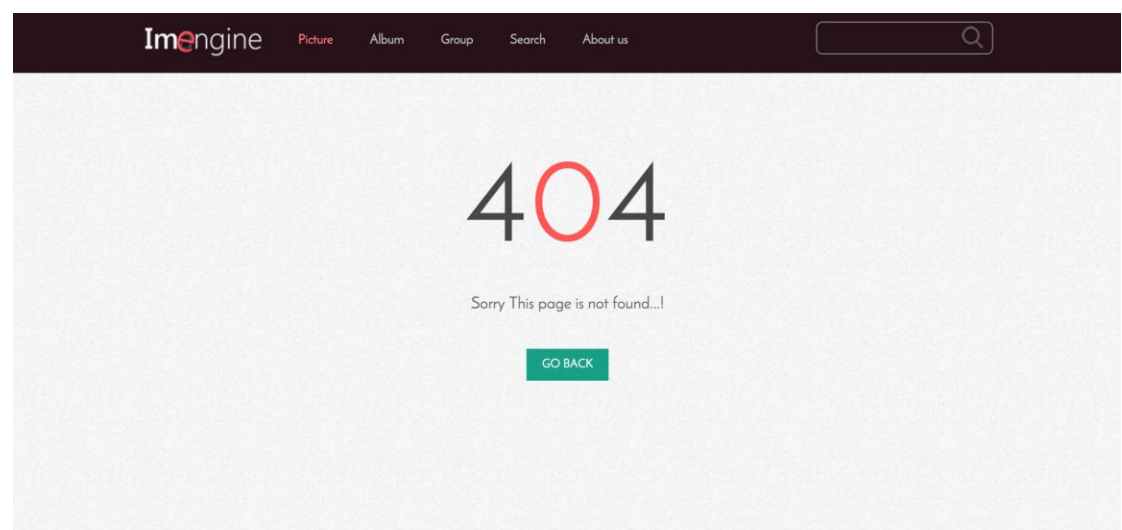 Imengine Picture Album Group Search About us
404
Sorry This page is not found...!
GO BACK